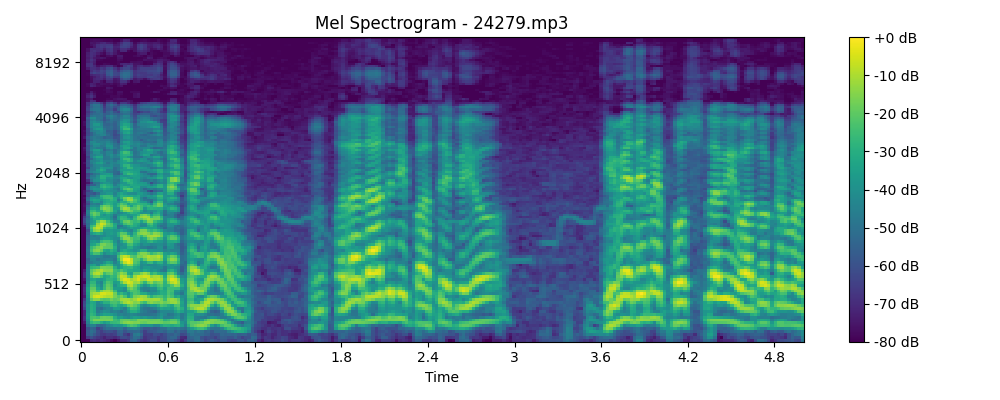 Mel Spectrogram - 24279.mp3
8192
4096
2048
1024
512
0
Hz
0
0.6
1.2
1.8
2.4
3
3.6
4.2
4.8
Time
+0 dB
-10 dB
-20 dB
-30 dB
-40 dB
-50 dB
-60 dB
-70 dB
-80 dB